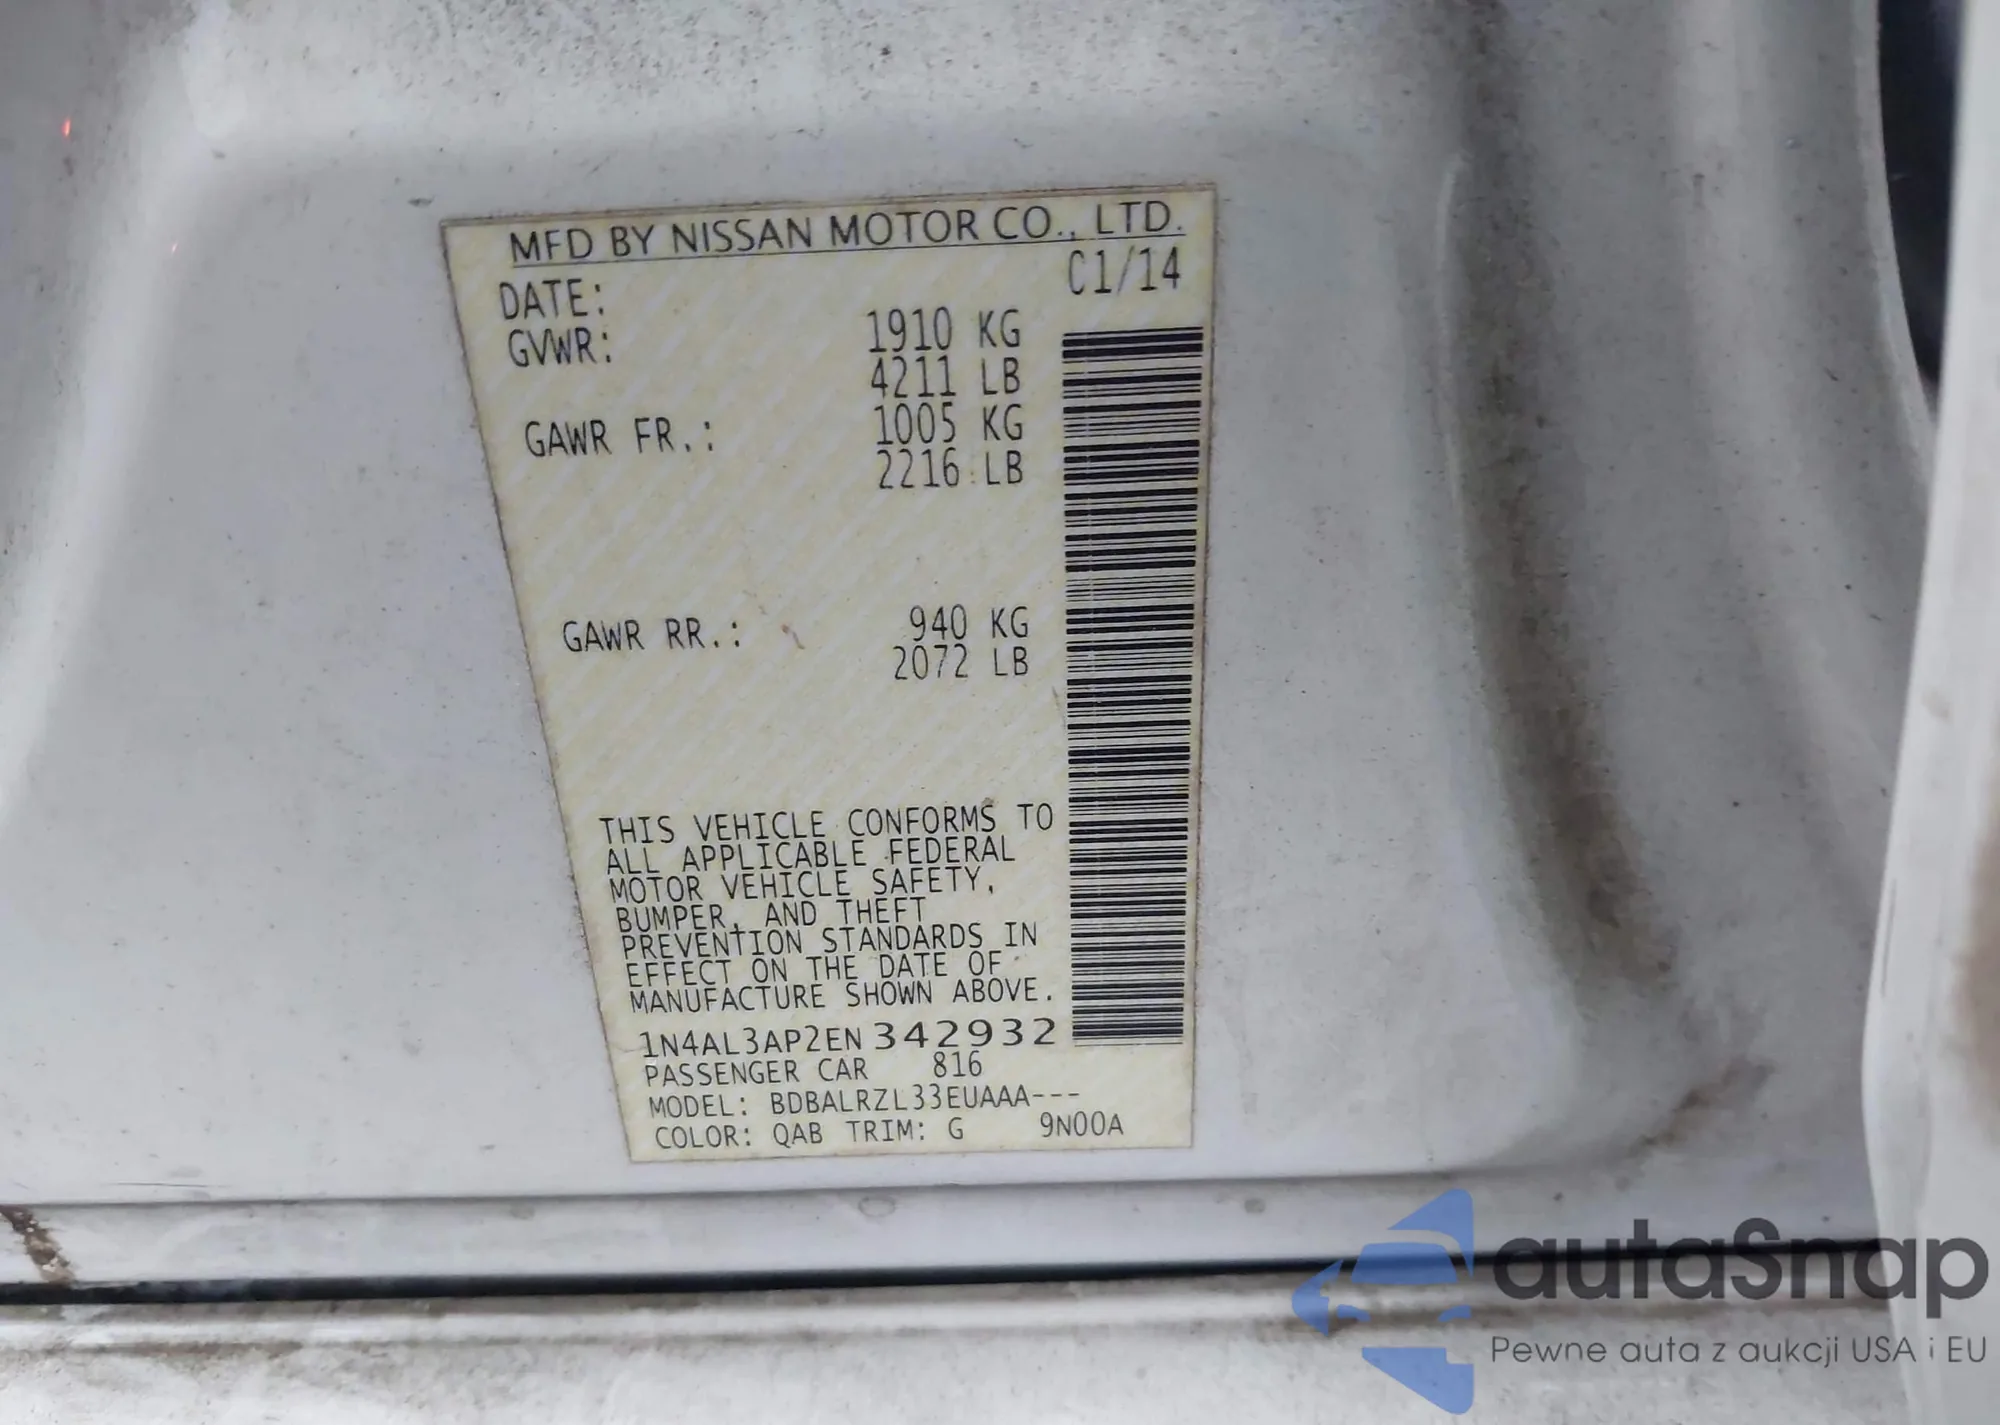 MFD BY NISSAN MOTOR CO., LTD.
DATE: C1/14
GVWR: 1910 KG
4211 LB
GAWR FR.: 1005 KG
2216 LB
GAWR RR.: 940 KG
2072 LB
THIS VEHICLE CONFORMS TO
ALL APPLICABLE FEDERAL
MOTOR VEHICLE SAFETY,
BUMPER, AND THEFT
PREVENTION STANDARDS IN
EFFECT ON THE DATE OF
MANUFACTURE SHOWN ABOVE.
1N4AL3AP2EN342932
PASSENGER CAR 816
MODEL: BDBALRZL33EUAAA---
COLOR: QAB TRIM: G 9N00A
autaSnap
Pewne auta z aukcji USA i EU